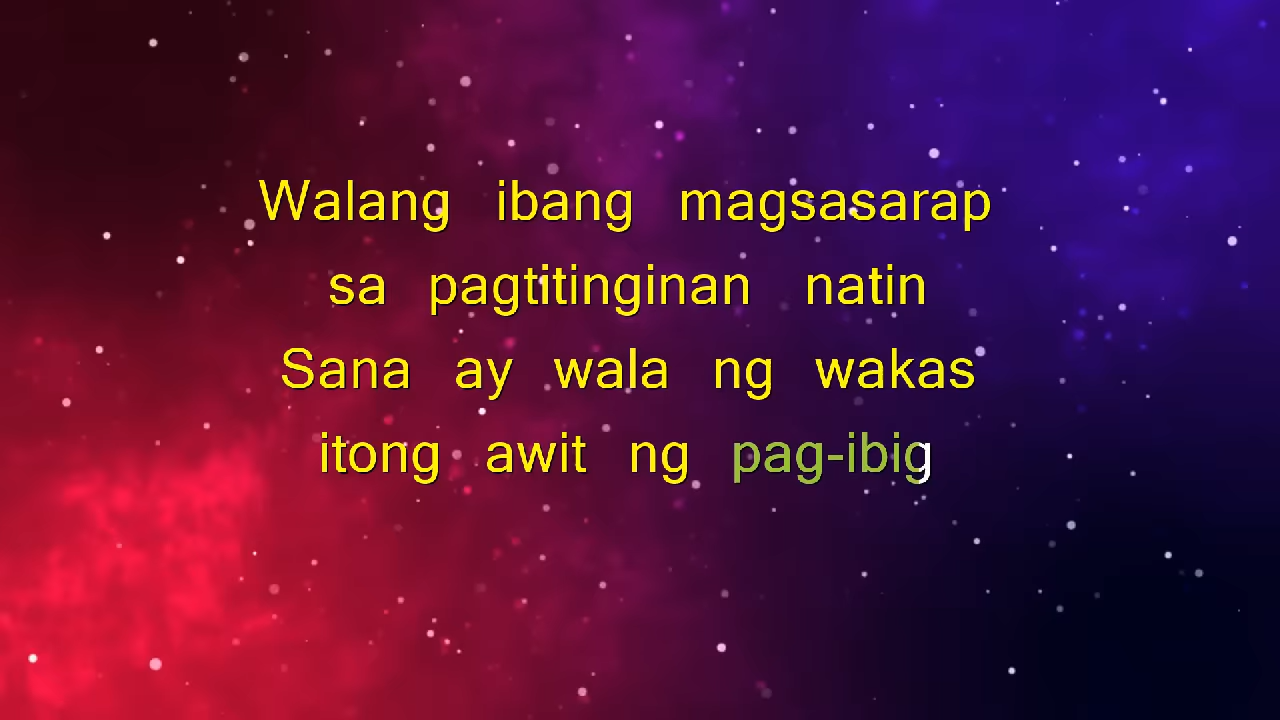 Walang ibang magsasarap
sa pagtitinginan natin
Sana ay wala ng wakas
itong awit ng pag-ibig